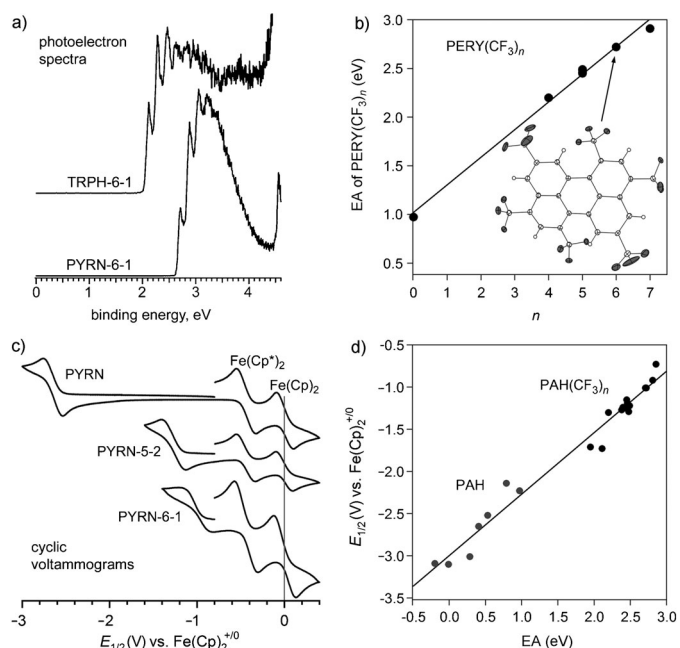 a)
photoelectron
spectra
TRPH-6-1
PYRN-6-1
0 1 2 3 4
binding energy, eV
b)
EA of PERY(CF3)n (eV)
3.0
2.5
2.0
1.5
1.0
0.5
PERY(CF3)n
0 1 2 3 4 5 6 7
n
c)
PYRN
Fe(Cp*)2
Fe(Cp)2
PYRN-5-2
PYRN-6-1
cyclic
voltammograms
−3 −2 −1 0
E1/2(V) vs. Fe(Cp)2+/0
d)
E1/2(V) vs. Fe(Cp)2+/0
-0.5
-1.0
-1.5
-2.0
-2.5
-3.0
-3.5
PAH(CF3)n
PAH
-0.5 0.0 0.5 1.0 1.5 2.0 2.5 3.0
EA (eV)